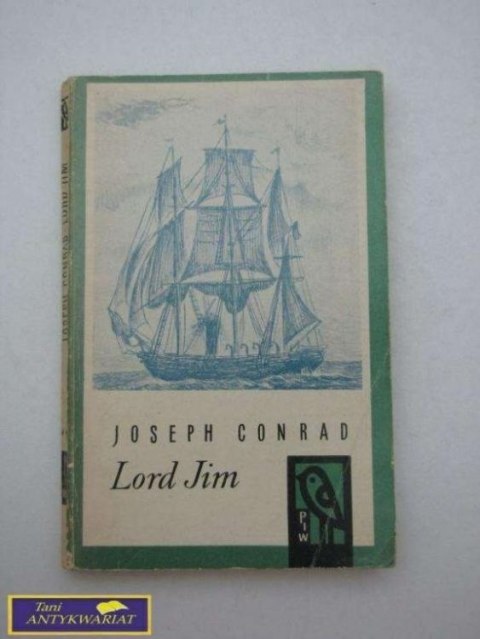 JOSEPH CONRAD LORD JIM
JOSEPH CONRAD
Lord Jim
PIW
Tani
ANTYKWARIAT